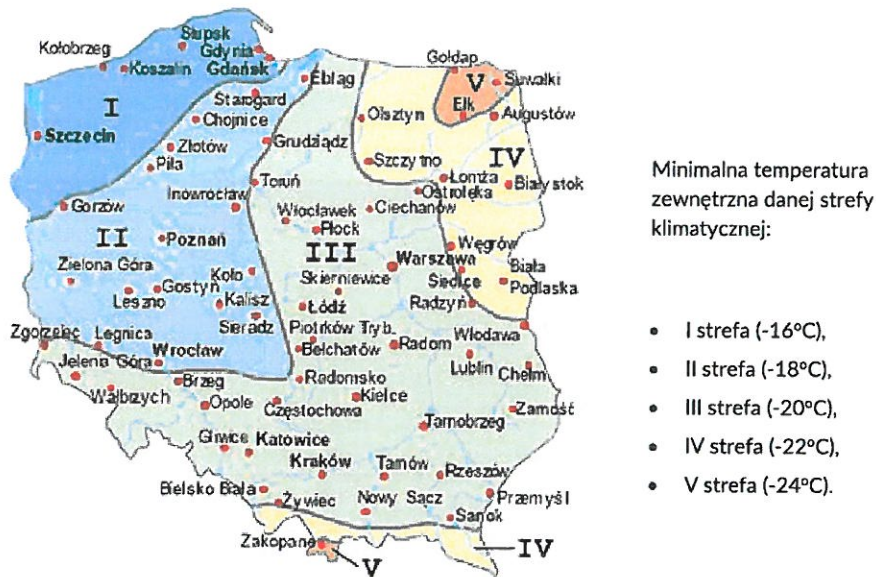 Słupsk
Kołobrzeg
Gdynia
Koszalin
Gdańsk
Elbląg
Gołdap
V
Suwałki
I
Starogard
Ełk
Olsztyn
Augustów
Chojnice
Szczecin
Grudziądz
Złotów
Szczytno
IV
Piła
Łomża
Toruń
Białystok
Inowrocław
Ostrołęka
Gorzów
Włocławek
Ciechanów
II
Płock
Poznań
III
Węgrów
Warszawa
Zielona Góra
Koło
Skierniewice
Siedlce
Biała
Podlaska
Gostyń
Leszno
Kalisz
Łódź
Radzyń
Sieradz
Zgorzelec
Legnica
Piotrków Tryb.
Włodawa
Wrocław
Bełchatów
Radom
Jelenia Góra
Lublin
Chełm
Brzeg
Radomsko
Wałbrzych
Kielce
Opole
Częstochowa
Zamość
Tarnobrzeg
Gliwice
Katowice
Kraków
Tarnów
Rzeszów
Bielsko Biała
Żywiec
Nowy Sącz
Przemyśl
Sanok
Zakopane
IV
V
Minimalna temperatura
zewnętrzna danej strefy
klimatycznej:
• I strefa (-16°C),
• II strefa (-18°C),
• III strefa (-20°C),
• IV strefa (-22°C),
• V strefa (-24°C).